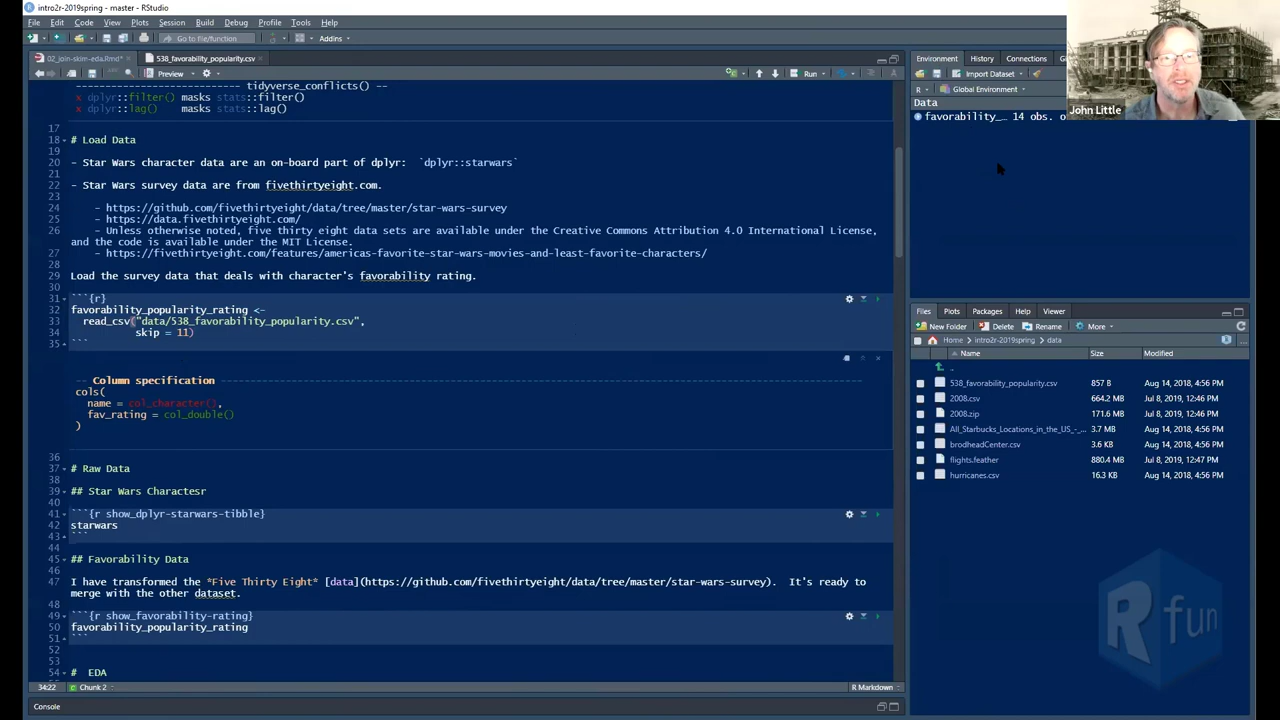 intro2r-2019spring - master - RStudio
File Edit Code View Plots Session Build Debug Profile Tools Help
Go to file/function Addins
02_join-skim-eda.Rmd* 538_favorability_popularity.csv
Preview Run
-------------------------- tidyverse_conflicts() --
x dplyr::filter() masks stats::filter()
x dplyr::lag() masks stats::lag()
17
18 # Load Data
19
20 - Star Wars character data are an on-board part of dplyr: `dplyr::starwars`
21
22 - Star Wars survey data are from fivethirtyeight.com.
23
24 - https://github.com/fivethirtyeight/data/tree/master/star-wars-survey
25 - https://data.fivethirtyeight.com/
26 - Unless otherwise noted, five thirty eight data sets are available under the Creative Commons Attribution 4.0 International License,
and the code is available under the MIT License.
27 - https://fivethirtyeight.com/features/americas-favorite-star-wars-movies-and-least-favorite-characters/
28
29 Load the survey data that deals with character's favorability rating.
30
31 ```{r}
32 favorability_popularity_rating <-
33 read_csv("data/538_favorability_popularity.csv",
34 skip = 11)
35 ```
-- Column specification --------
cols(
name = col_character(),
fav_rating = col_double()
)
36
37 # Raw Data
38
39 ## Star Wars Charactesr
40
41 ```{r show_dplyr-starwars-tibble}
42 starwars
43 ```
44
45 ## Favorability Data
46
47 I have transformed the *Five Thirty Eight* [data](https://github.com/fivethirtyeight/data/tree/master/star-wars-survey). It's ready to
merge with the other dataset.
48
49 ```{r show_favorability-rating}
50 favorability_popularity_rating
51 ```
52
53
54 # EDA
34:22 Chunk 2 R Markdown
Console
Environment History Connections
Import Dataset
R Global Environment
Data
favorability_… 14 obs.
John Little
Files Plots Packages Help Viewer
New Folder Delete Rename More
Home intro2r-2019spring data
Name Size Modified
..
538_favorability_popularity.csv 857 B Aug 14, 2018, 4:56 PM
2008.csv 664.2 MB Jul 8, 2019, 12:46 PM
2008.zip 171.6 MB Jul 8, 2019, 12:46 PM
All_Starbucks_Locations_in_the_US_-_... 3.7 MB Aug 14, 2018, 4:56 PM
brodheadCenter.csv 3.6 KB Aug 14, 2018, 4:56 PM
flights.feather 880.4 MB Jul 8, 2019, 12:47 PM
hurricanes.csv 16.3 KB Aug 14, 2018, 4:56 PM
R fun